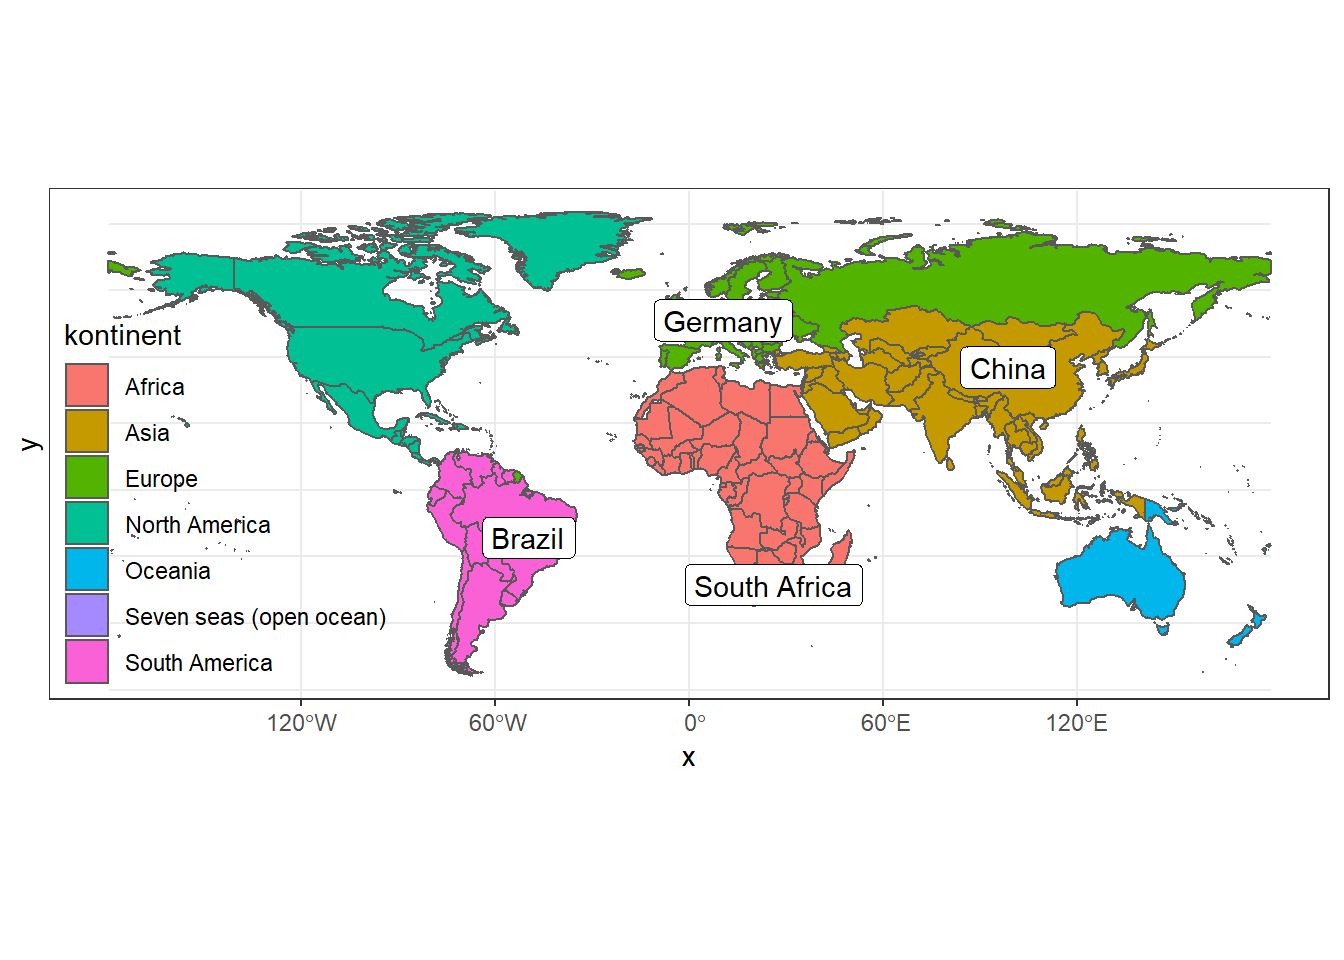 Germany
China
kontinent
Africa
Asia
Europe
North America
Oceania
Seven seas (open ocean)
South America
Brazil
South Africa
y
120°W
60°W
0°
60°E
120°E
x